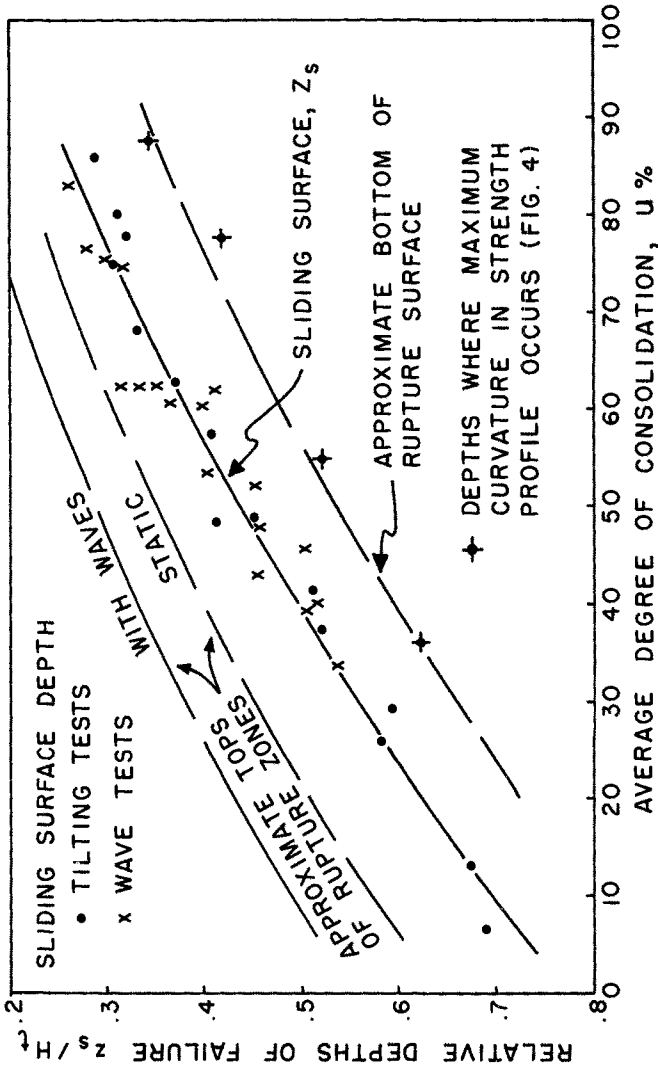 SLIDING SURFACE DEPTH
• TILTING TESTS
x WAVE TESTS
WITH WAVES
STATIC
APPROXIMATE TOPS
OF RUPTURE ZONES
SLIDING SURFACE, Zs
APPROXIMATE BOTTOM OF
RUPTURE SURFACE
DEPTHS WHERE MAXIMUM
CURVATURE IN STRENGTH
PROFILE OCCURS (FIG. 4)
RELATIVE DEPTHS OF FAILURE zs/Ht
.2
.3
.4
.5
.6
.7
.8
0 10 20 30 40 50 60 70 80 90 100
AVERAGE DEGREE OF CONSOLIDATION, u %